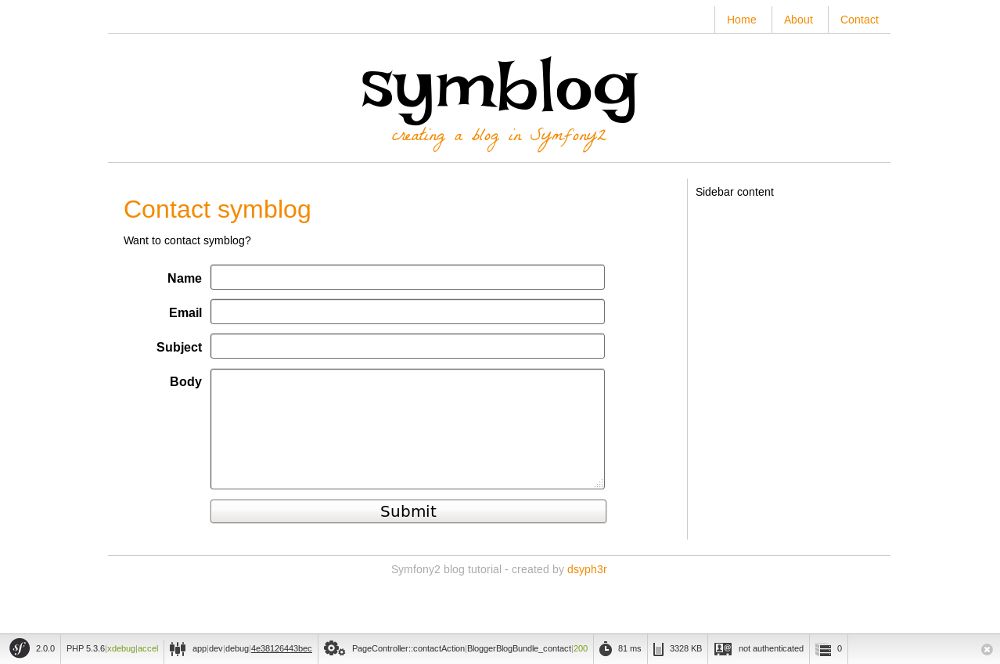 Home
About
Contact
symblog
creating a blog in Symfony2
Contact symblog
Want to contact symblog?
Name
Email
Subject
Body
Submit
Sidebar content
Symfony2 blog tutorial - created by dsyph3r
sf 2.0.0 PHP 5.3.6|xdebug|accel app|dev|debug|4e38126443bec PageController::contactAction|BloggerBlogBundle_contact|200 81 ms 3328 KB not authenticated 0